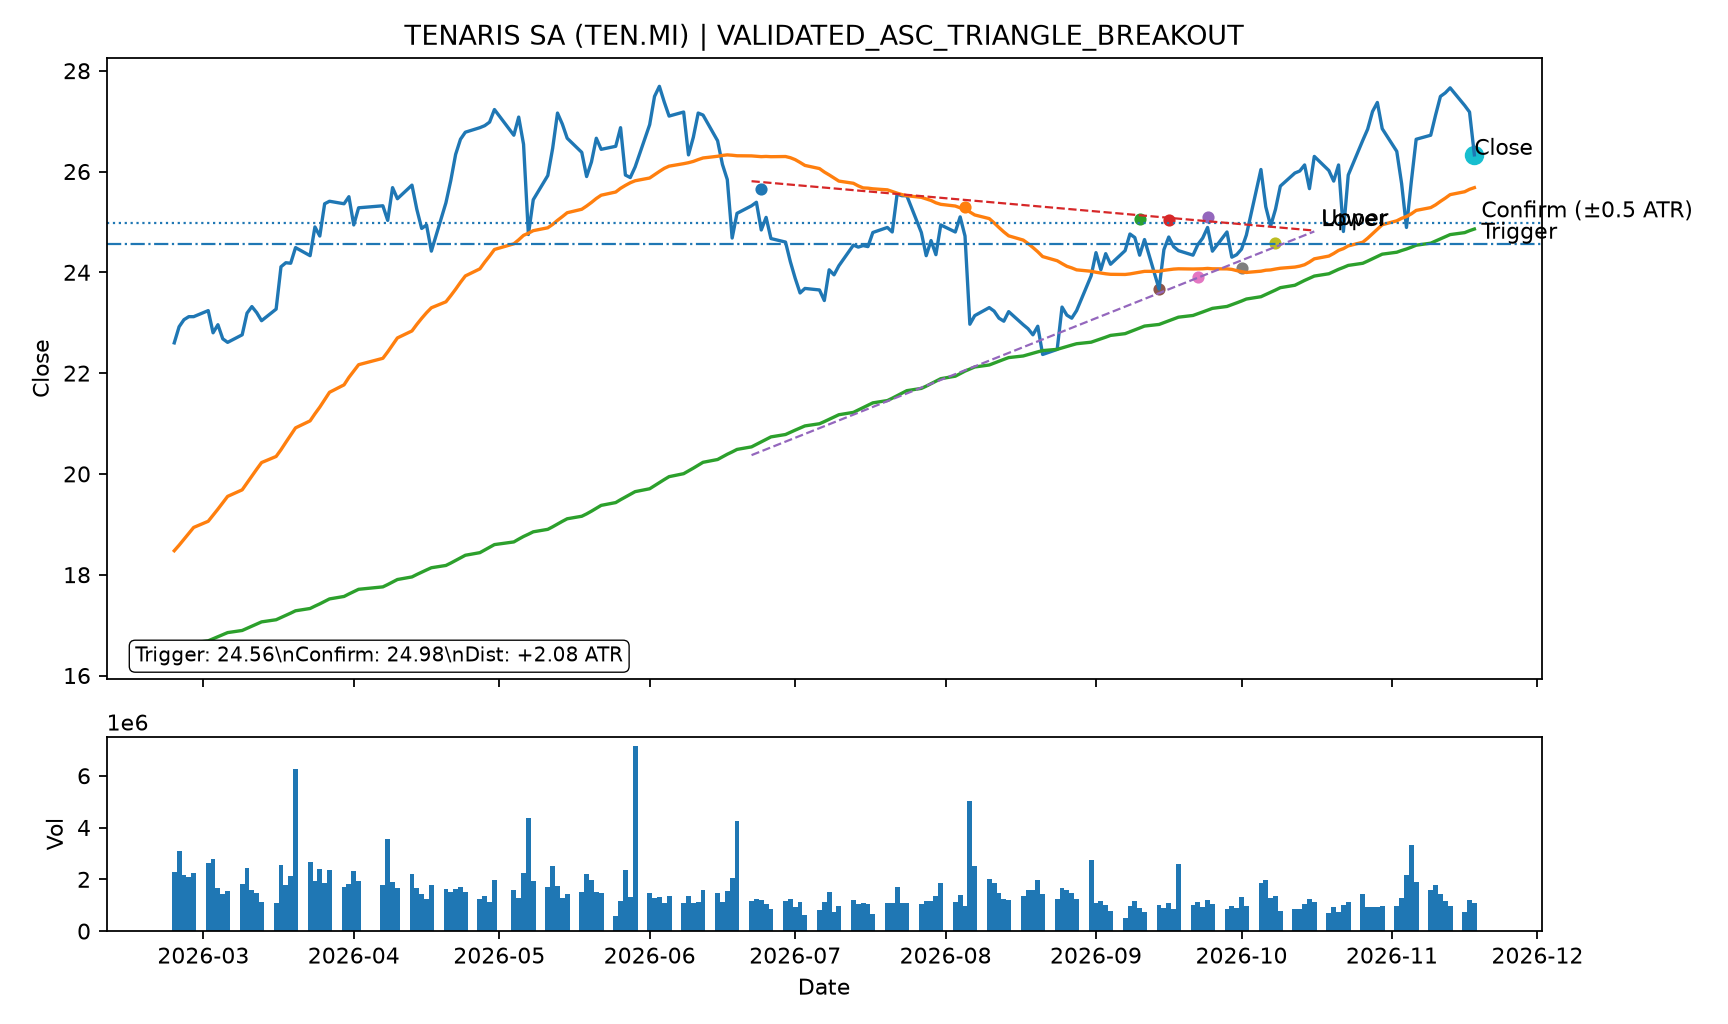 TENARIS SA (TEN.MI) | VALIDATED_ASC_TRIANGLE_BREAKOUT
28
26
24
22
20
18
16
Close
Close
Confirm (±0.5 ATR)
Upper
Trigger
Trigger: 24.56\nConfirm: 24.98\nDist: +2.08 ATR
1e6
6
4
2
0
Vol
2026-03
2026-04
2026-05
2026-06
2026-07
2026-08
2026-09
2026-10
2026-11
2026-12
Date